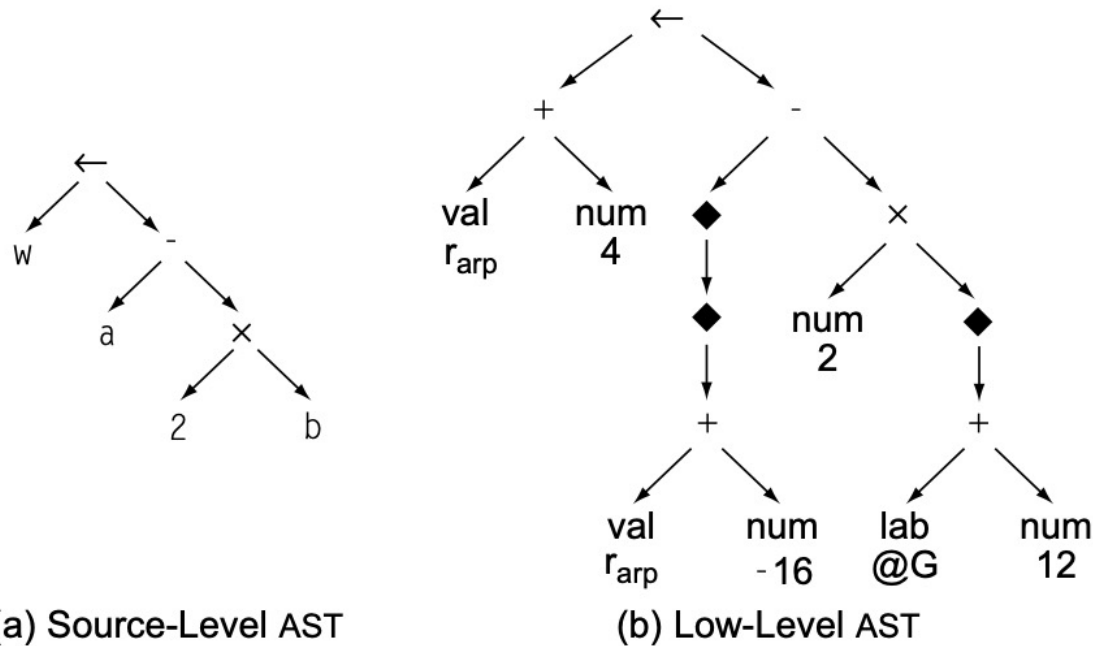 ←
+ -
←
val num ◆ ×
r_arp 4
w -
◆ num ◆
a × 2
2 b + +
val num lab num
r_arp -16 @G 12
a) Source-Level AST (b) Low-Level AST